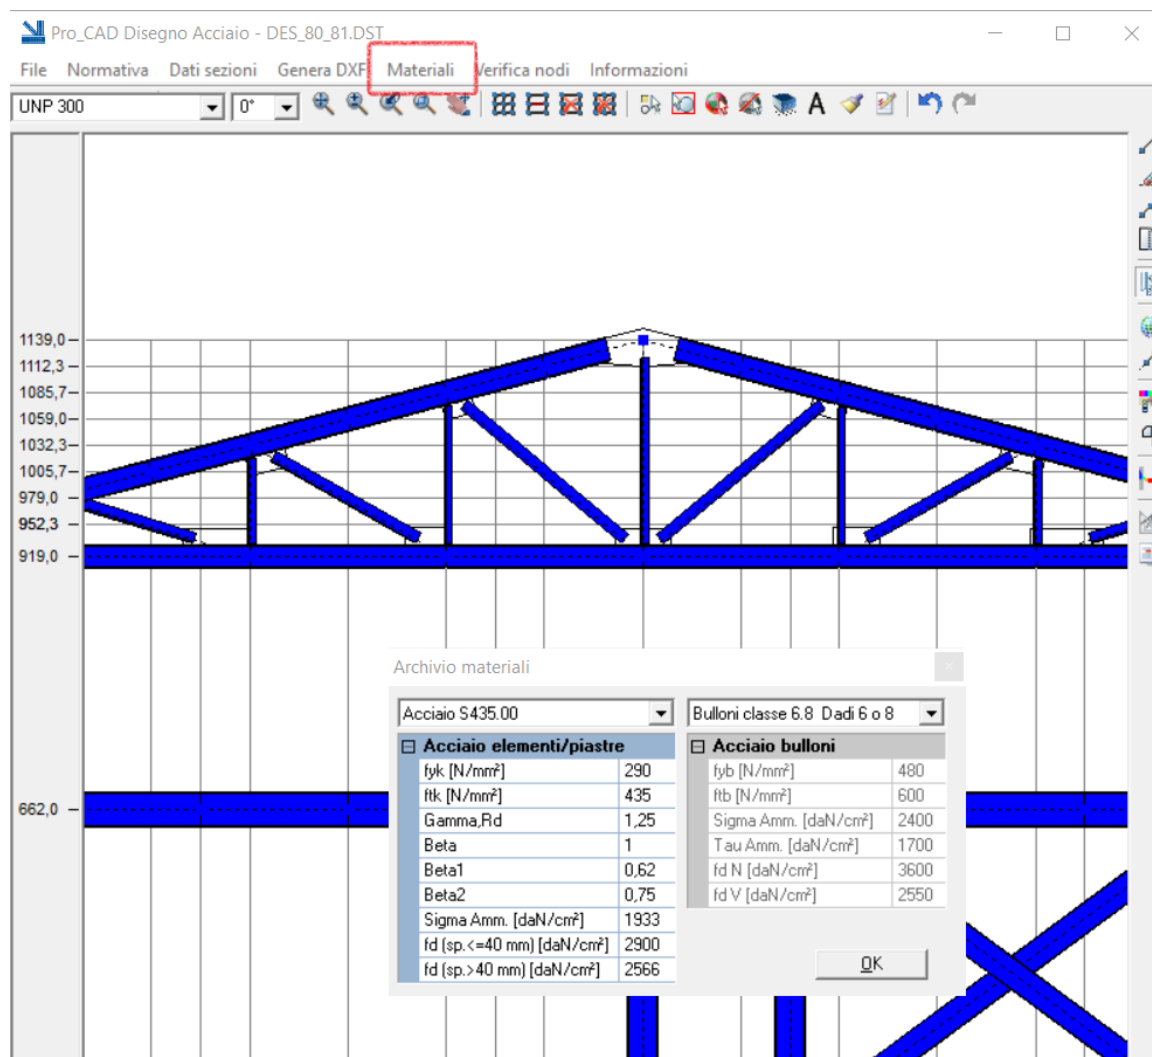 Pro_CAD Disegno Acciaio - DES_80_81.DST
File Normativa Dati sezioni Genera DXF Materiali Verifica nodi Informazioni
UNP 300 0° A
1139,0
1112,3
1085,7
1059,0
1032,3
1005,7
979,0
952,3
919,0
662,0
Archivio materiali
Acciaio S435.00
Acciaio elementi/piastre
fyk [N/mm²] 290
ftk [N/mm²] 435
Gamma,Rd 1,25
Beta 1
Beta1 0,62
Beta2 0,75
Sigma Amm. [daN/cm²] 1933
fd (sp.<=40 mm) [daN/cm²] 2900
fd (sp.>40 mm) [daN/cm²] 2566
Bulloni classe 6.8 Dadi 6 o 8
Acciaio bulloni
fyb [N/mm²] 480
ftb [N/mm²] 600
Sigma Amm. [daN/cm²] 2400
Tau Amm. [daN/cm²] 1700
fd N [daN/cm²] 3600
fd V [daN/cm²] 2550
OK